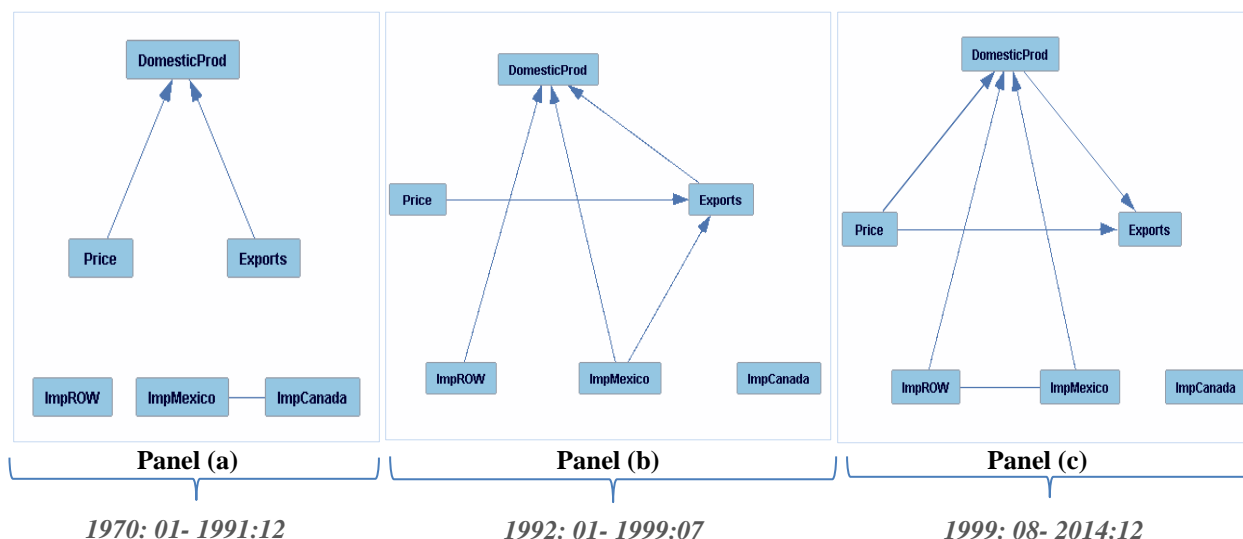 DomesticProd
Price
Exports
ImpROW
ImpMexico
ImpCanada
Panel (a)
1970: 01- 1991:12
DomesticProd
Price
Exports
ImpROW
ImpMexico
ImpCanada
Panel (b)
1992: 01- 1999:07
DomesticProd
Price
Exports
ImpROW
ImpMexico
ImpCanada
Panel (c)
1999: 08- 2014:12